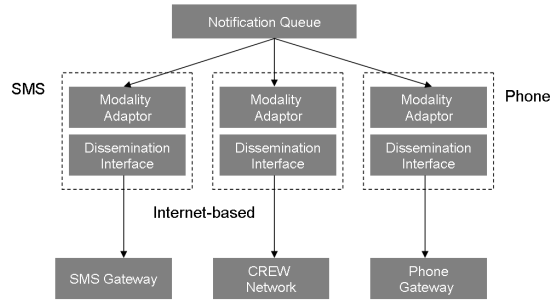 Notification Queue
SMS
Modality
Adaptor
Dissemination
Interface
Modality
Adaptor
Dissemination
Interface
Modality
Adaptor
Dissemination
Interface
Phone
Internet-based
SMS Gateway
CREW
Network
Phone
Gateway